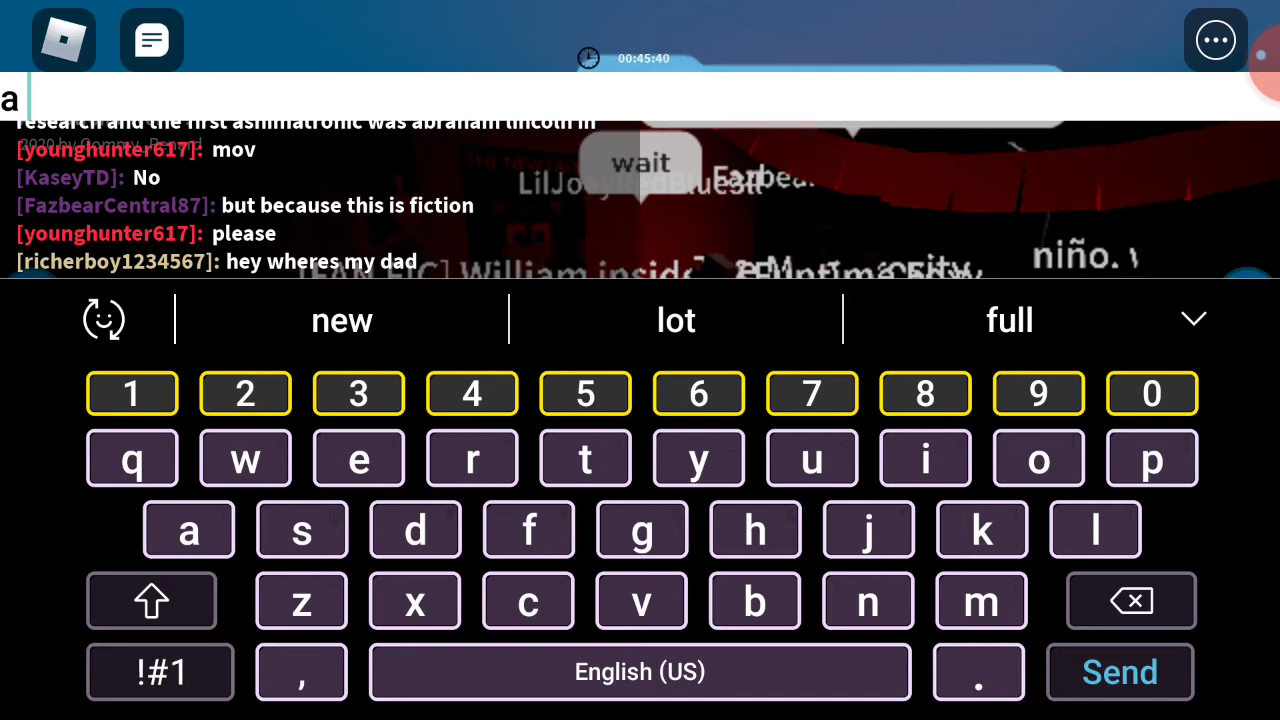 00:45:40
a
research and the first ashimatronic was abraham lincoln in
[younghunter617]: mov
[KaseyTD]: No
[FazbearCentral87]: but because this is fiction
[younghunter617]: please
[richerboy1234567]: hey wheres my dad
wait
niño.
new lot full
1 2 3 4 5 6 7 8 9 0
q w e r t y u i o p
a s d f g h j k l
z x c v b n m
!#1 , English (US) . Send